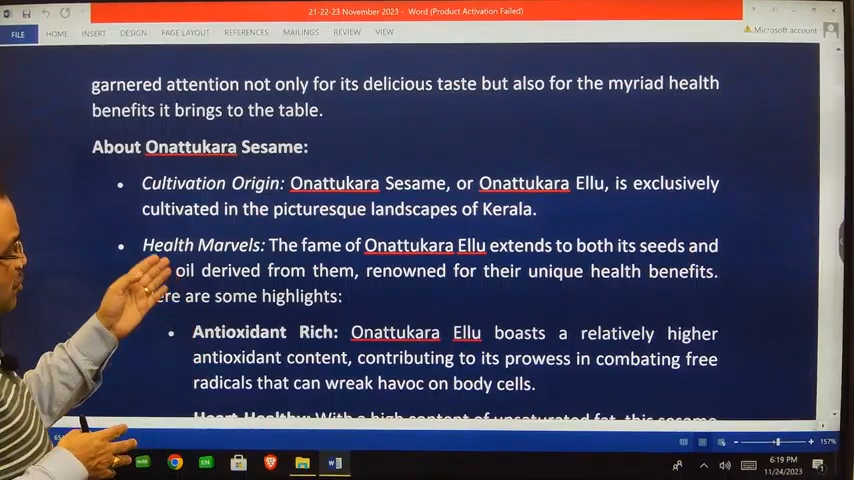 21-22-23 November 2023 - Word (Product Activation Failed)
FILE HOME INSERT DESIGN PAGE LAYOUT REFERENCES MAILINGS REVIEW VIEW
Microsoft account
garnered attention not only for its delicious taste but also for the myriad health
benefits it brings to the table.
About Onattukara Sesame:
• Cultivation Origin: Onattukara Sesame, or Onattukara Ellu, is exclusively
cultivated in the picturesque landscapes of Kerala.
• Health Marvels: The fame of Onattukara Ellu extends to both its seeds and
oil derived from them, renowned for their unique health benefits.
ere are some highlights:
• Antioxidant Rich: Onattukara Ellu boasts a relatively higher
antioxidant content, contributing to its prowess in combating free
radicals that can wreak havoc on body cells.
Heart Healthy: With a high content of unsaturated fat, this sesame
157%
6:19 PM
11/24/2023